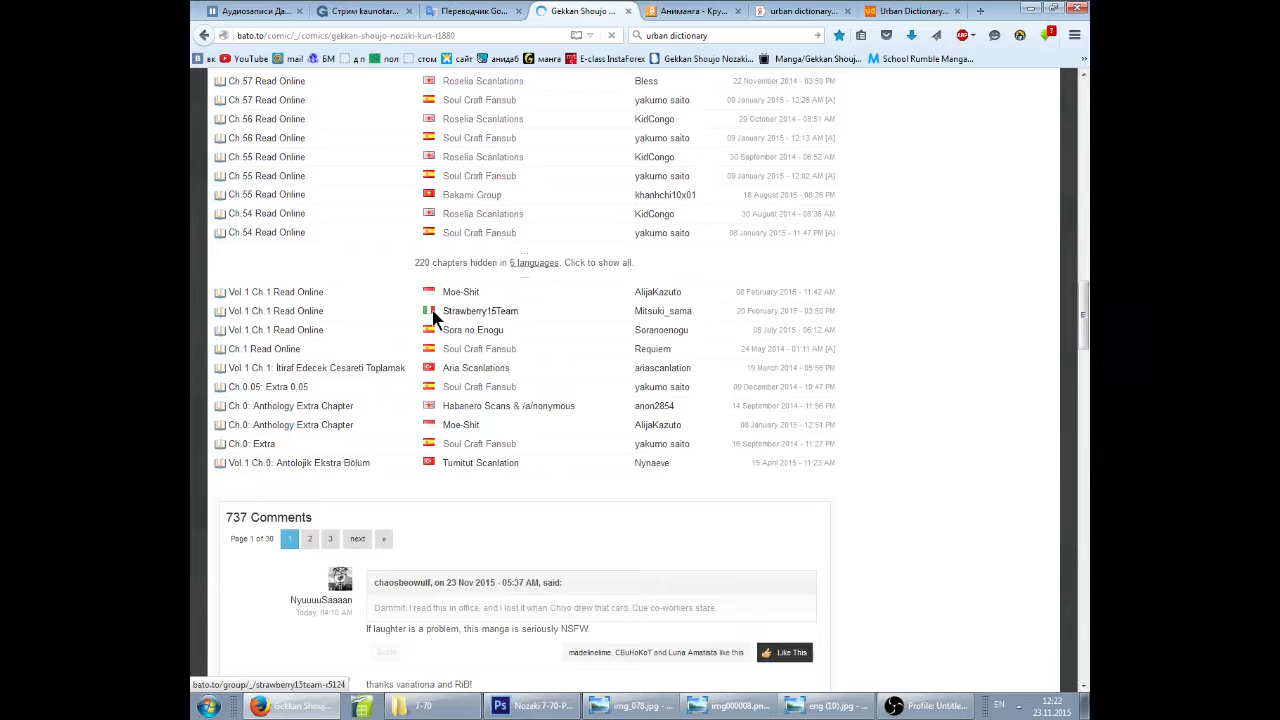 Аудиозаписи Да... Стрим kaunotar... Переводчик Go... Gekkan Shoujo ... Анимaнга - Кру... urban dictionary... Urban Dictionary...
bato.to/comic/_/comics/gekkan-shoujo-nozaki-kun-r1880 urban dictionary
вк YouTube mail БМ д п пол стом сайт анидаб манга E-class InstaForex Gekkan Shoujo Nozaki... Manga/Gekkan Shouj... School Rumble Manga...
Ch.57 Read Online Roselia Scanlations Bless 22 November 2014 - 03:59 PM
Ch.57 Read Online Soul Craft Fansub yakumo saito 09 January 2015 - 12:26 AM [A]
Ch.56 Read Online Roselia Scanlations KidCongo 29 October 2014 - 08:51 AM
Ch.56 Read Online Soul Craft Fansub yakumo saito 09 January 2015 - 12:13 AM [A]
Ch.55 Read Online Roselia Scanlations KidCongo 30 September 2014 - 06:52 AM
Ch.55 Read Online Soul Craft Fansub yakumo saito 09 January 2015 - 12:02 AM [A]
Ch.55 Read Online Bakami Group khanhchi10x01 18 August 2015 - 08:26 PM
Ch.54 Read Online Roselia Scanlations KidCongo 30 August 2014 - 08:36 AM
Ch.54 Read Online Soul Craft Fansub yakumo saito 08 January 2015 - 11:47 PM [A]
...
220 chapters hidden in 6 languages. Click to show all.
...
Vol.1 Ch.1 Read Online Moe-Shit AlijaKazuto 08 February 2015 - 11:42 AM
Vol.1 Ch.1 Read Online Strawberry15Team Mitsuki_sama 20 February 2015 - 03:50 PM
Vol.1 Ch.1 Read Online Sora no Enogu Soranoenogu 08 July 2015 - 06:12 AM
Ch.1 Read Online Soul Craft Fansub Requiem 24 May 2014 - 01:11 AM [A]
Vol.1 Ch.1: İtiraf Edecek Cesareti Toplamak Aria Scanlations ariascanlation 19 March 2014 - 05:56 PM
Ch.0.05: Extra 0,05 Soul Craft Fansub yakumo saito 09 December 2014 - 10:47 PM
Ch.0: Anthology Extra Chapter Habanero Scans & /a/nonymous anon2854 14 September 2014 - 11:56 PM
Ch.0: Anthology Extra Chapter Moe-Shit AlijaKazuto 08 January 2015 - 12:51 PM
Ch.0: Extra Soul Craft Fansub yakumo saito 16 September 2014 - 11:27 PM
Vol.1 Ch.0: Antolojik Ekstra Bölüm Tumitut Scanlation Nynaeve 15 April 2015 - 11:23 AM
737 Comments
Page 1 of 30 1 2 3 next »
chaosbeowulf, on 23 Nov 2015 - 05:37 AM, said:
NyuuuuSaaaan
Today, 04:10 AM
Dammit, I read this in office, and I lost it when Chiyo drew that card. Cue co-workers stare.
If laughter is a problem, this manga is seriously NSFW.
Quote madelinelime, CBuHoKoT and Luna Amatista like this Like This
bato.to/group/_/strawberry15team-r5124 thanks variationa and RiB!
Gekkan Shouj... 7-70 Nozaki 7-70-P... img_078.jpg - ... img000008.pn... eng (10).jpg - ... Profile: Untitle... EN 12:22
23.11.2015